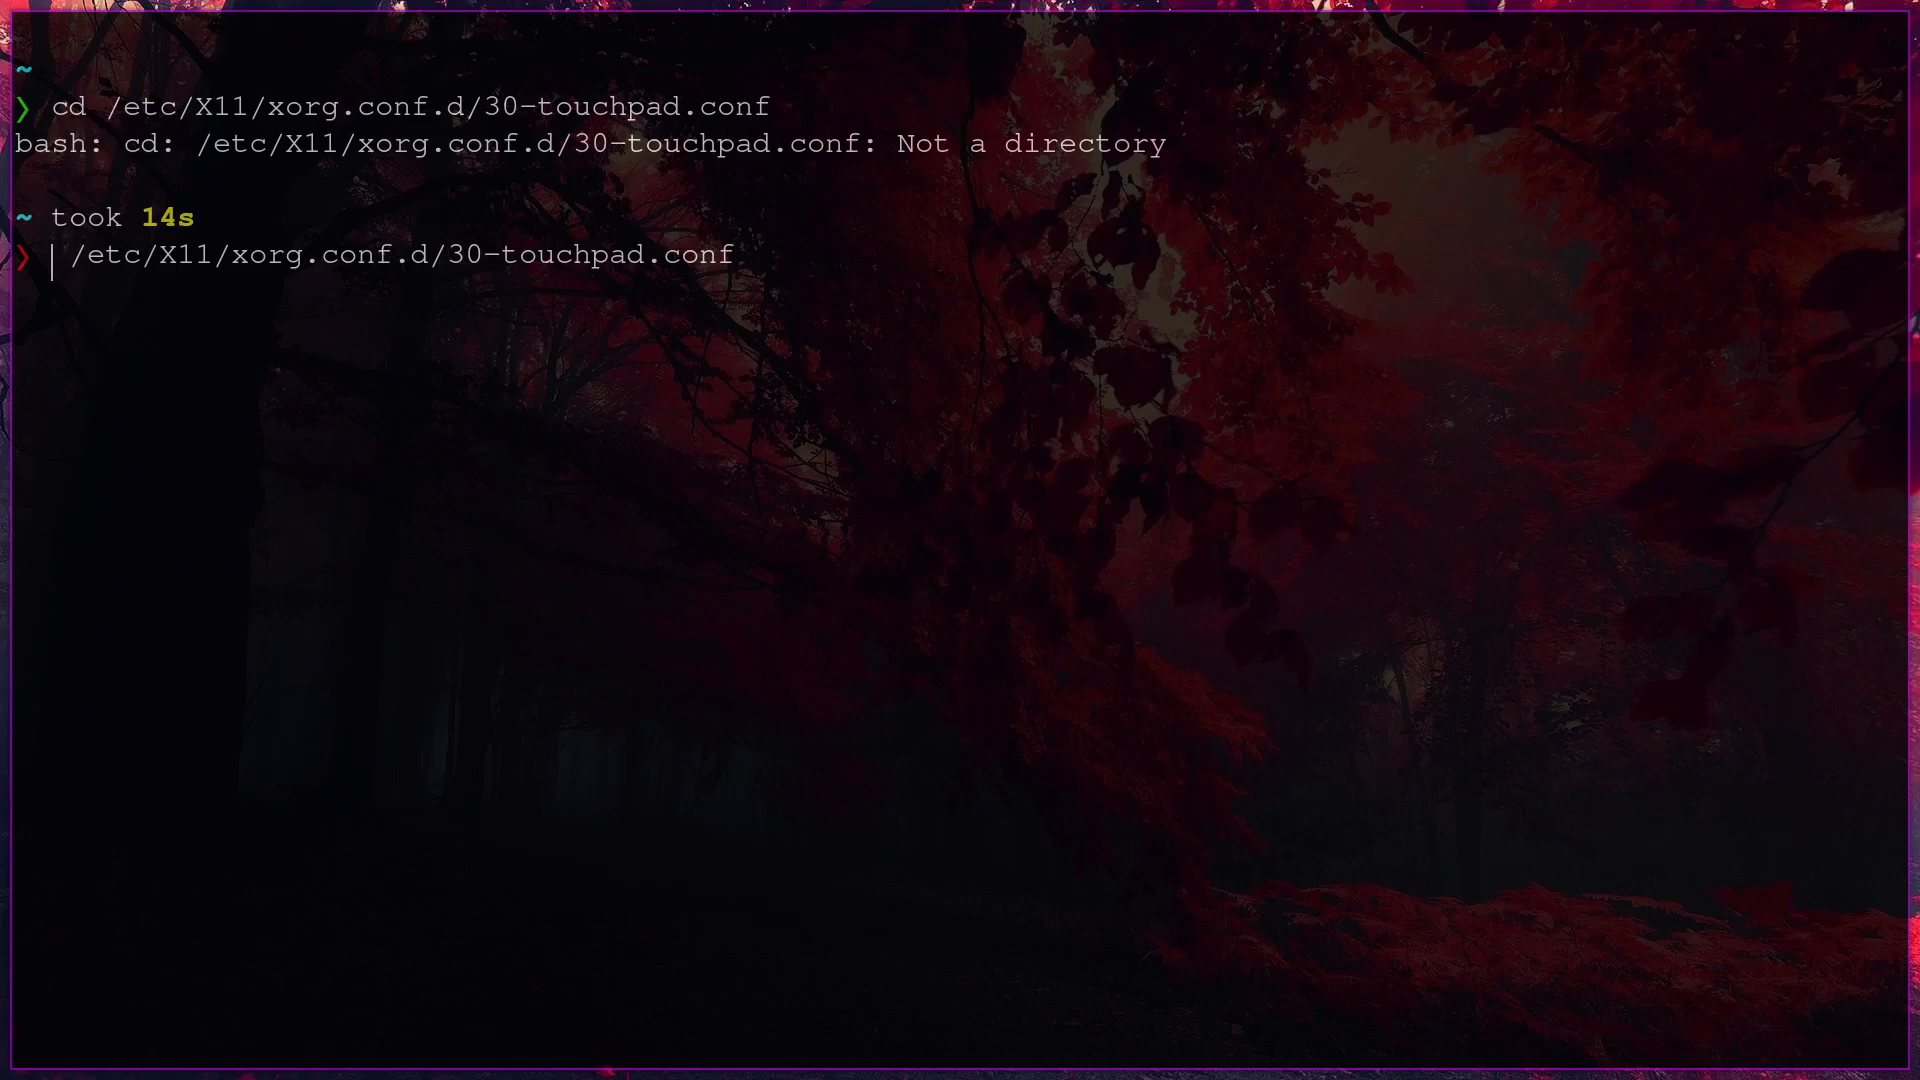 ~
❯ cd /etc/X11/xorg.conf.d/30-touchpad.conf
bash: cd: /etc/X11/xorg.conf.d/30-touchpad.conf: Not a directory
~ took 14s
❯ /etc/X11/xorg.conf.d/30-touchpad.conf